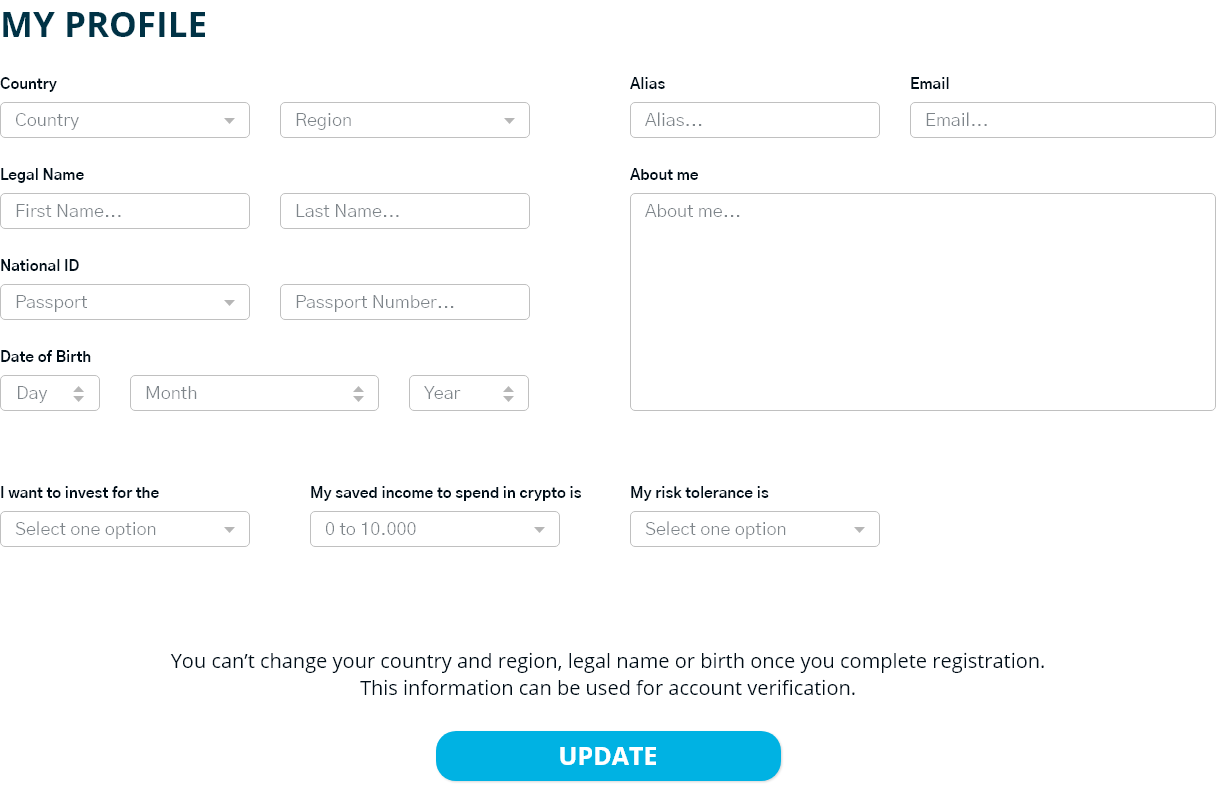 MY PROFILE
Country
Country
Region
Legal Name
First Name...
Last Name...
National ID
Passport
Passport Number...
Date of Birth
Day
Month
Year
Alias
Alias...
Email
Email...
About me
About me...
I want to invest for the
Select one option
My saved income to spend in crypto is
0 to 10.000
My risk tolerance is
Select one option
You can’t change your country and region, legal name or birth once you complete registration.
This information can be used for account verification.
UPDATE